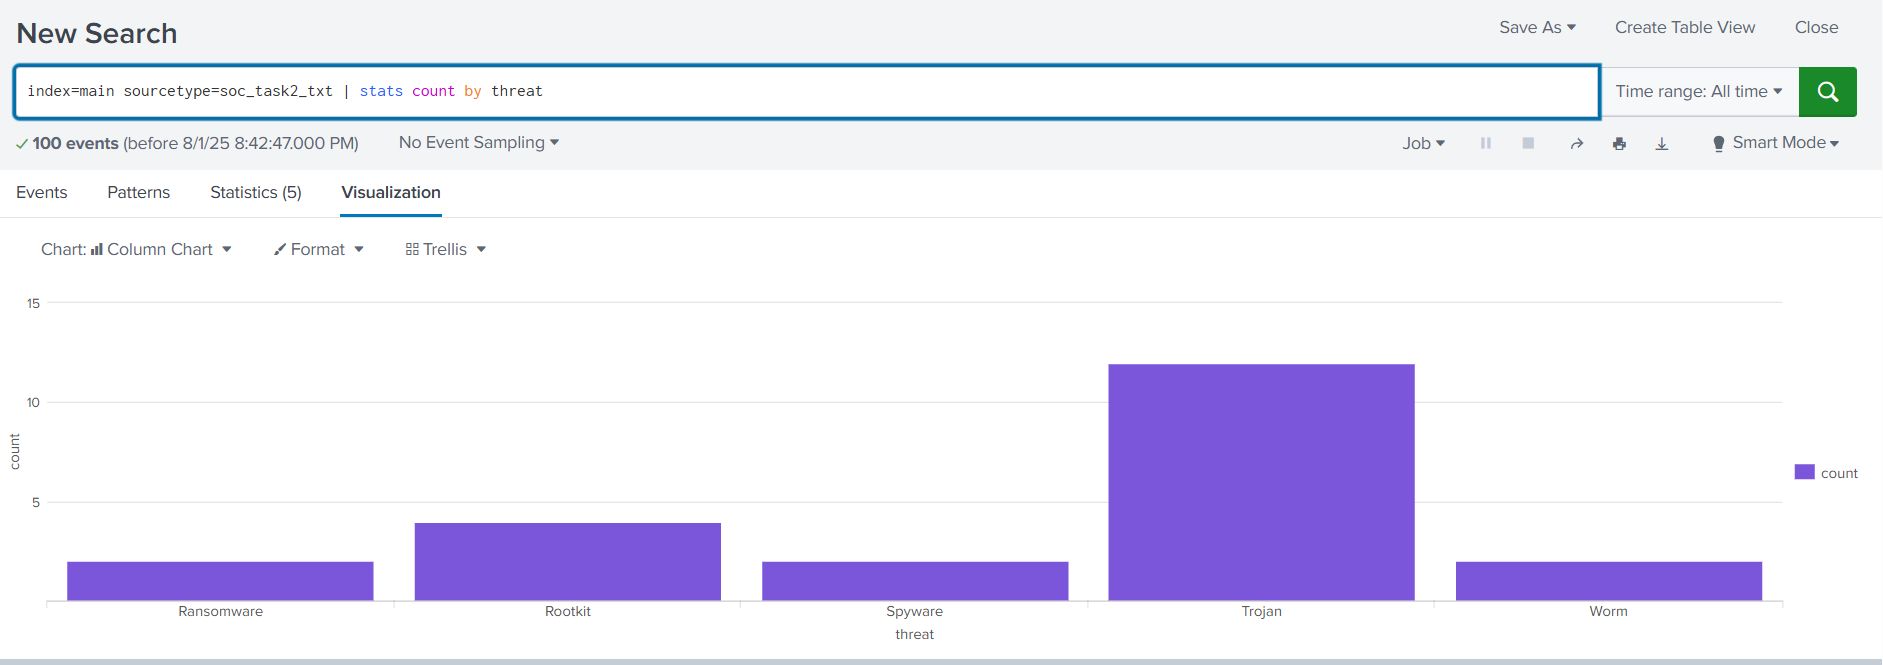 New Search
Save As
Create Table View
Close
index=main sourcetype=soc_task2_txt | stats count by threat
Time range: All time
100 events (before 8/1/25 8:42:47.000 PM)
No Event Sampling
Job
Smart Mode
Events
Patterns
Statistics (5)
Visualization
Chart: Column Chart
Format
Trellis
15
10
5
count
Ransomware
Rootkit
Spyware
Trojan
Worm
threat
count